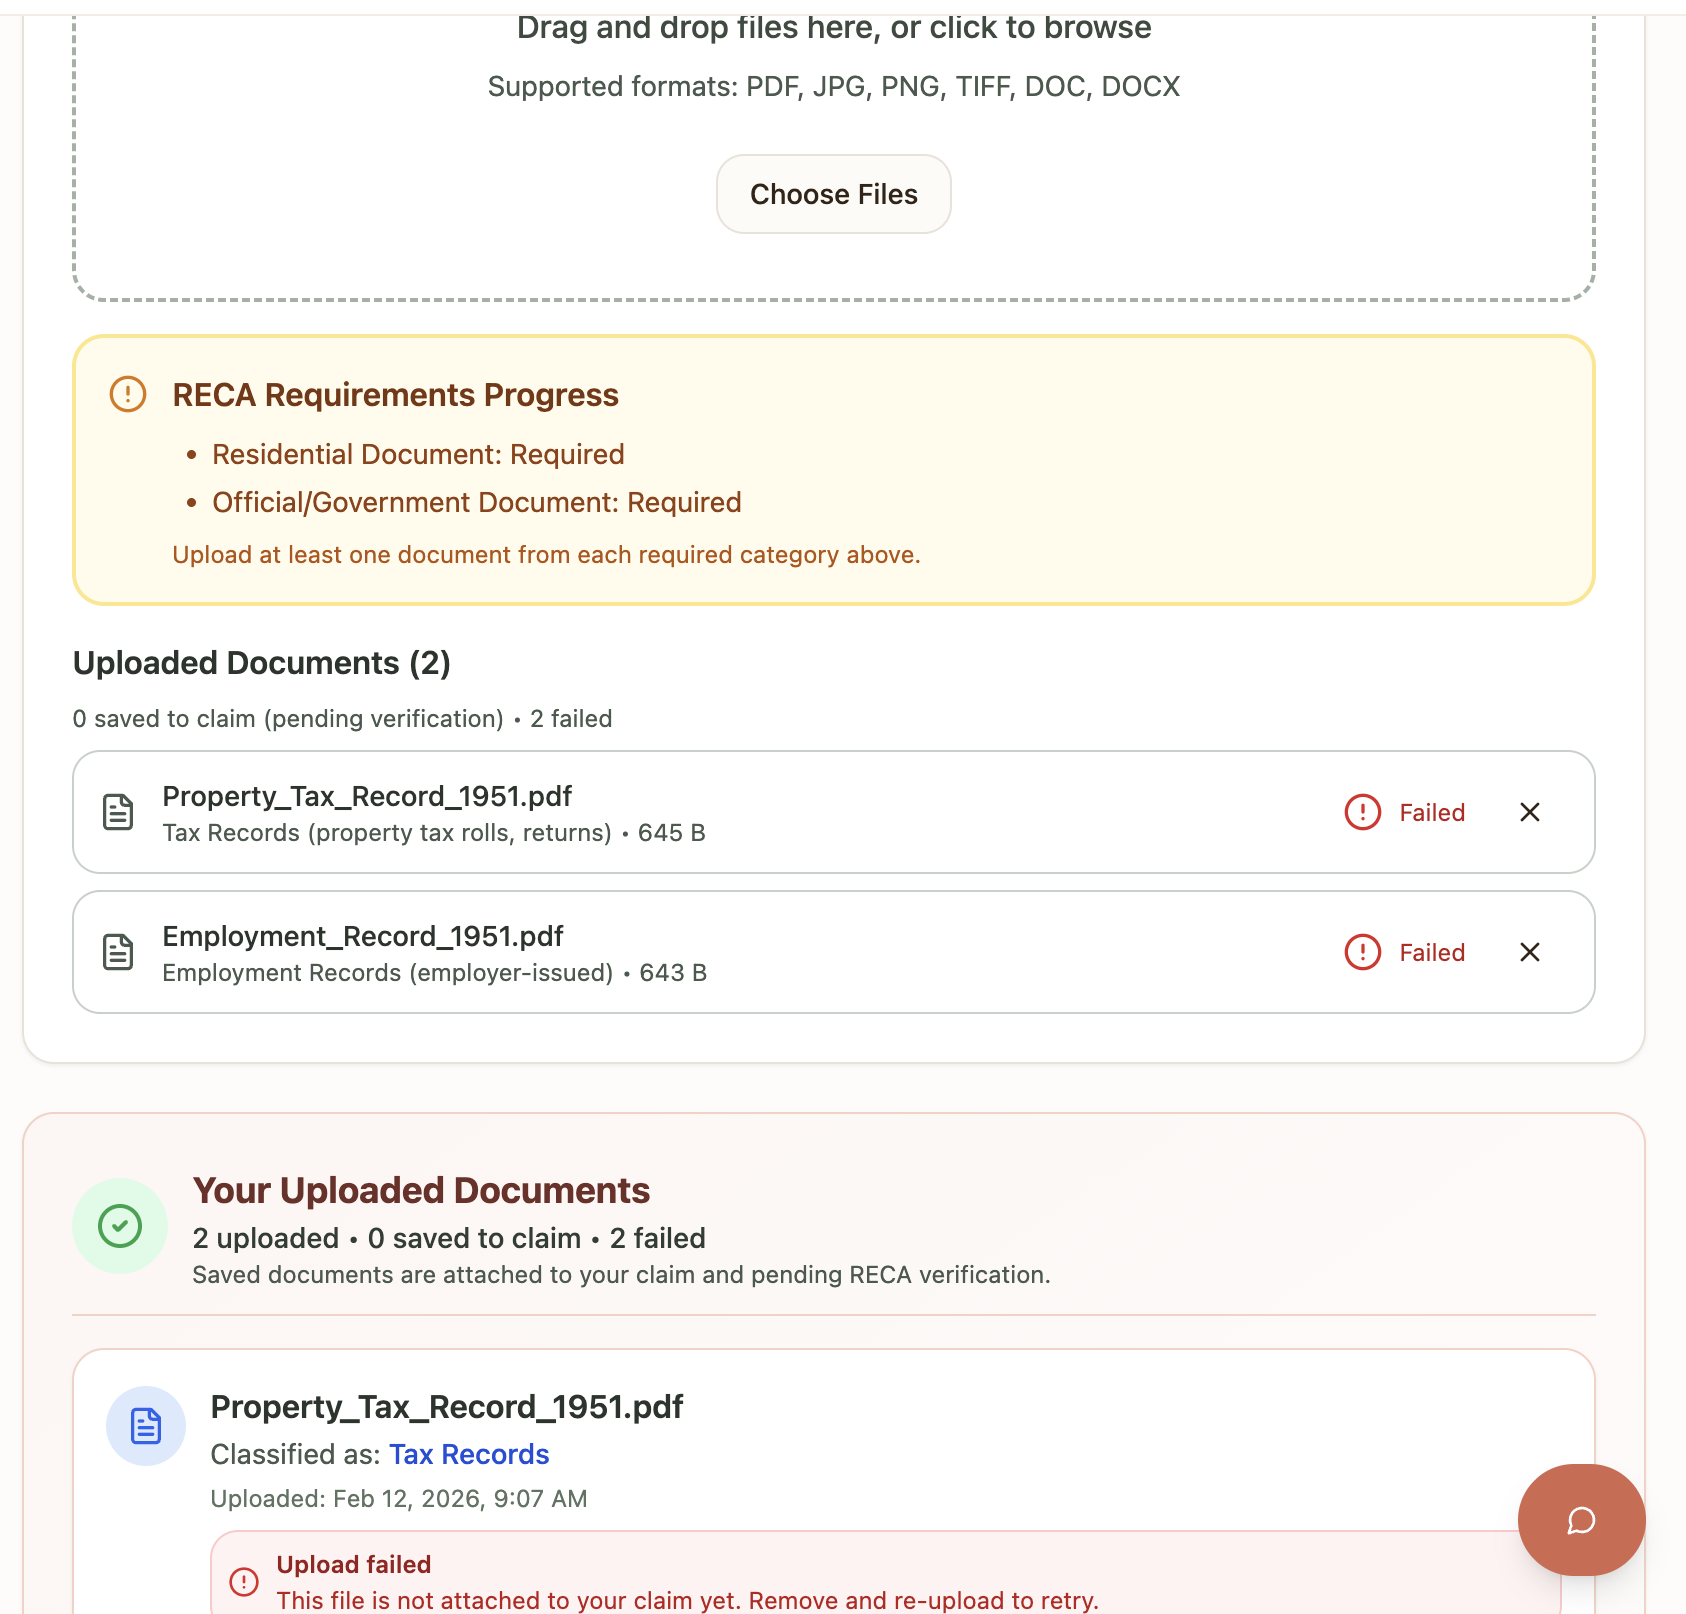 Drag and drop files here, or click to browse
Supported formats: PDF, JPG, PNG, TIFF, DOC, DOCX
Choose Files
RECA Requirements Progress
• Residential Document: Required
• Official/Government Document: Required
Upload at least one document from each required category above.
Uploaded Documents (2)
0 saved to claim (pending verification) • 2 failed
Property_Tax_Record_1951.pdf
Tax Records (property tax rolls, returns) • 645 B
Failed
Employment_Record_1951.pdf
Employment Records (employer-issued) • 643 B
Failed
Your Uploaded Documents
2 uploaded • 0 saved to claim • 2 failed
Saved documents are attached to your claim and pending RECA verification.
Property_Tax_Record_1951.pdf
Classified as: Tax Records
Uploaded: Feb 12, 2026, 9:07 AM
Upload failed
This file is not attached to your claim yet. Remove and re-upload to retry.